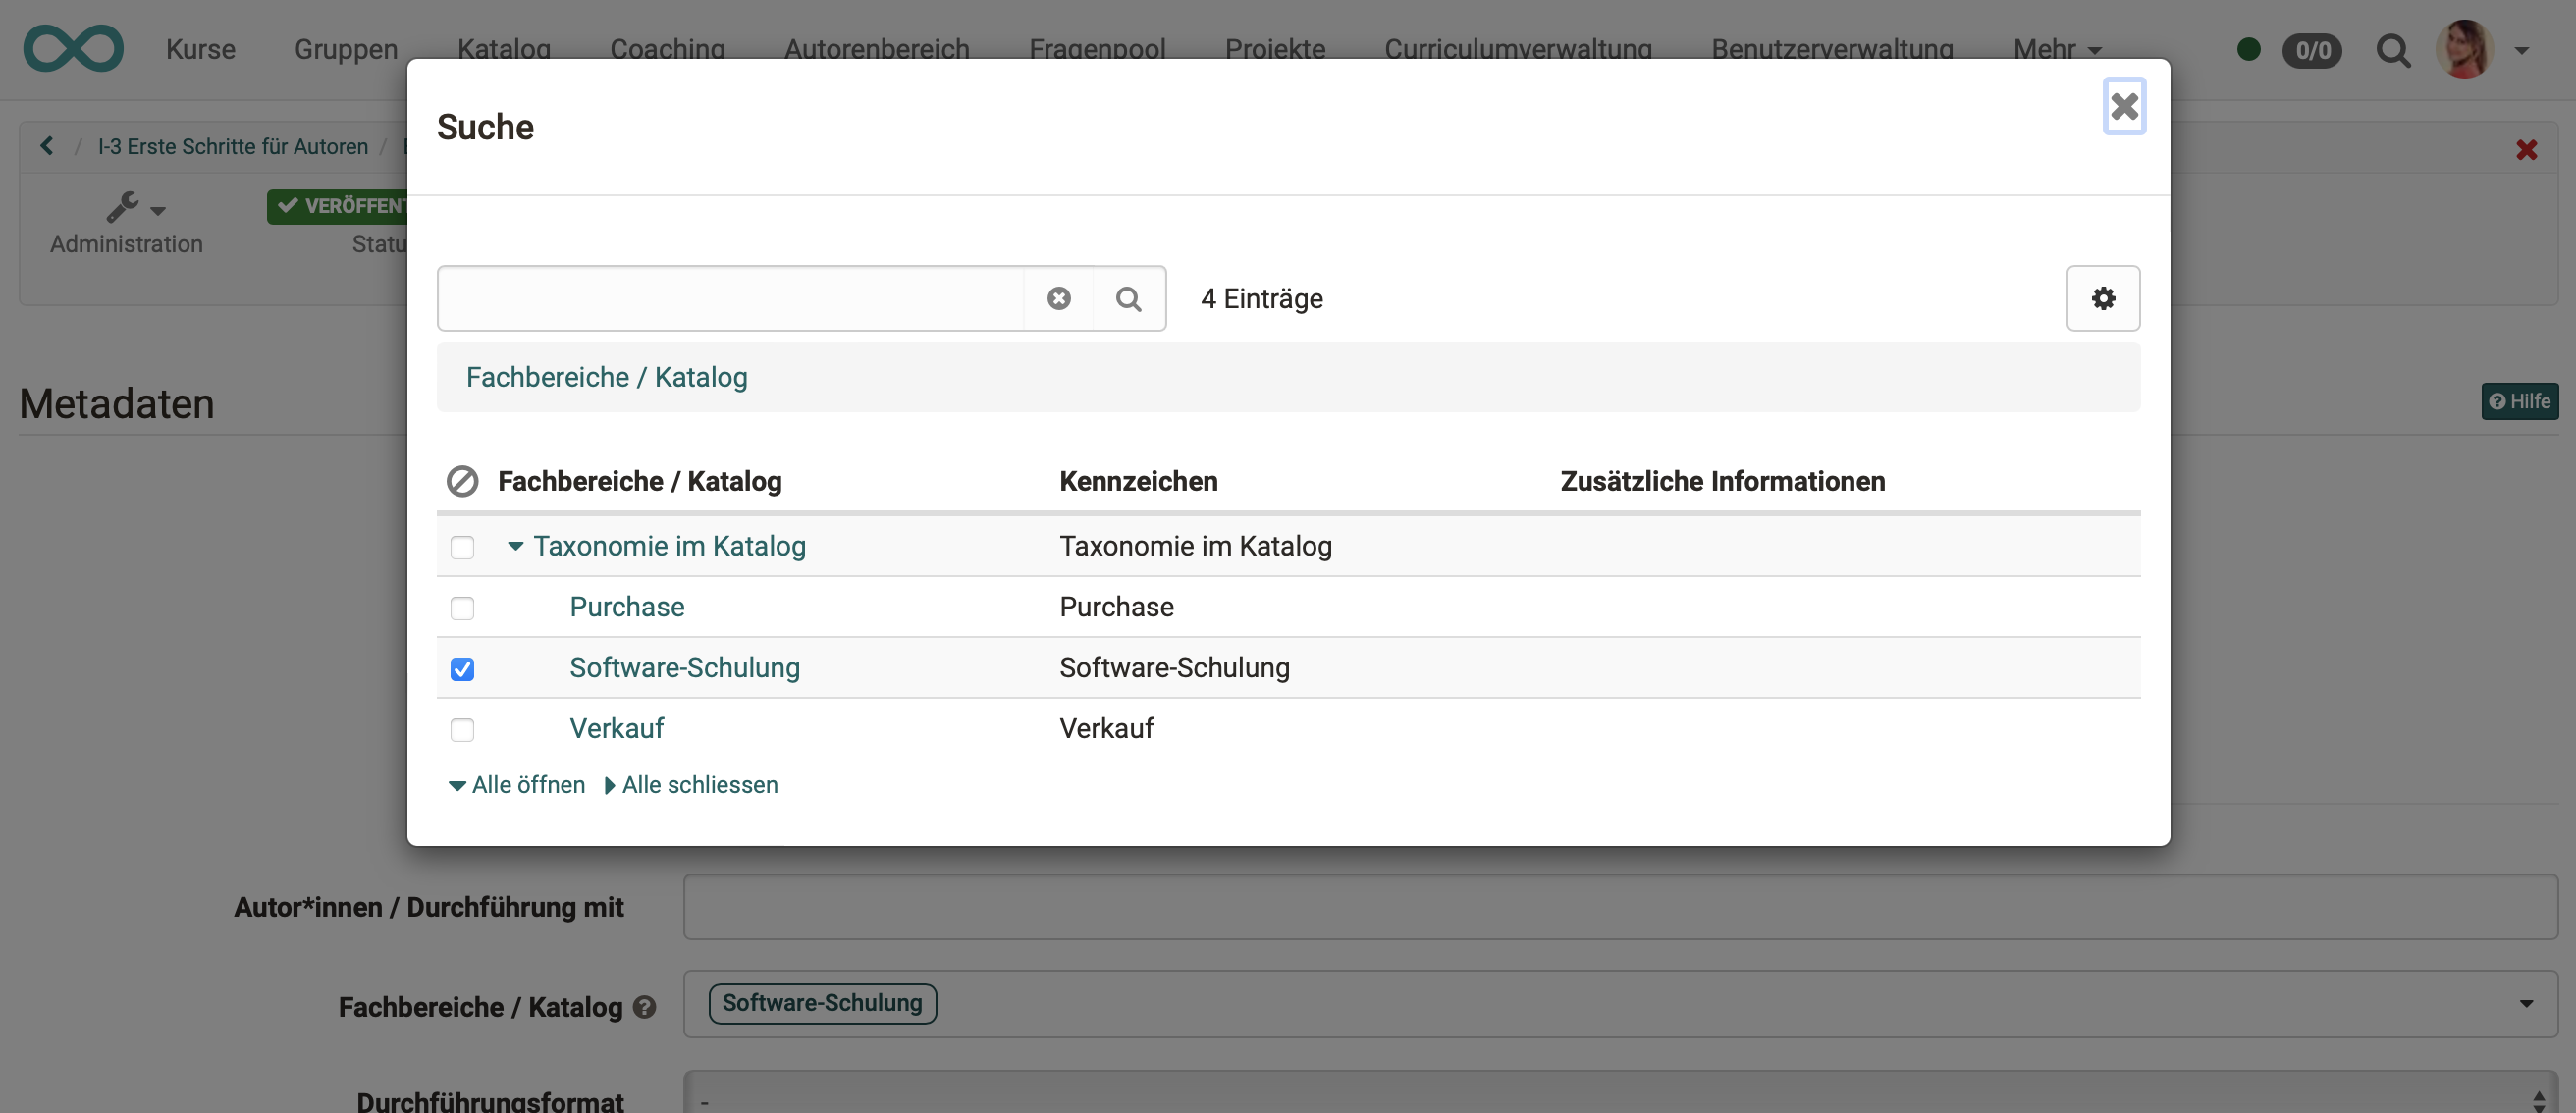 Kurse Gruppen Katalog Coaching Autorenbereich Fragenpool Projekte Curriculumverwaltung Benutzerverwaltung Mehr 0/0
Suche
/ I-3 Erste Schritte für Autoren /
VERÖFFENT
Administration Statu
4 Einträge
Fachbereiche / Katalog
Metadaten
Hilfe
Fachbereiche / Katalog Kennzeichen Zusätzliche Informationen
Taxonomie im Katalog Taxonomie im Katalog
Purchase Purchase
Software-Schulung Software-Schulung
Verkauf Verkauf
Alle öffnen Alle schliessen
Autor*innen / Durchführung mit
Fachbereiche / Katalog Software-Schulung
Durchführungsformat -